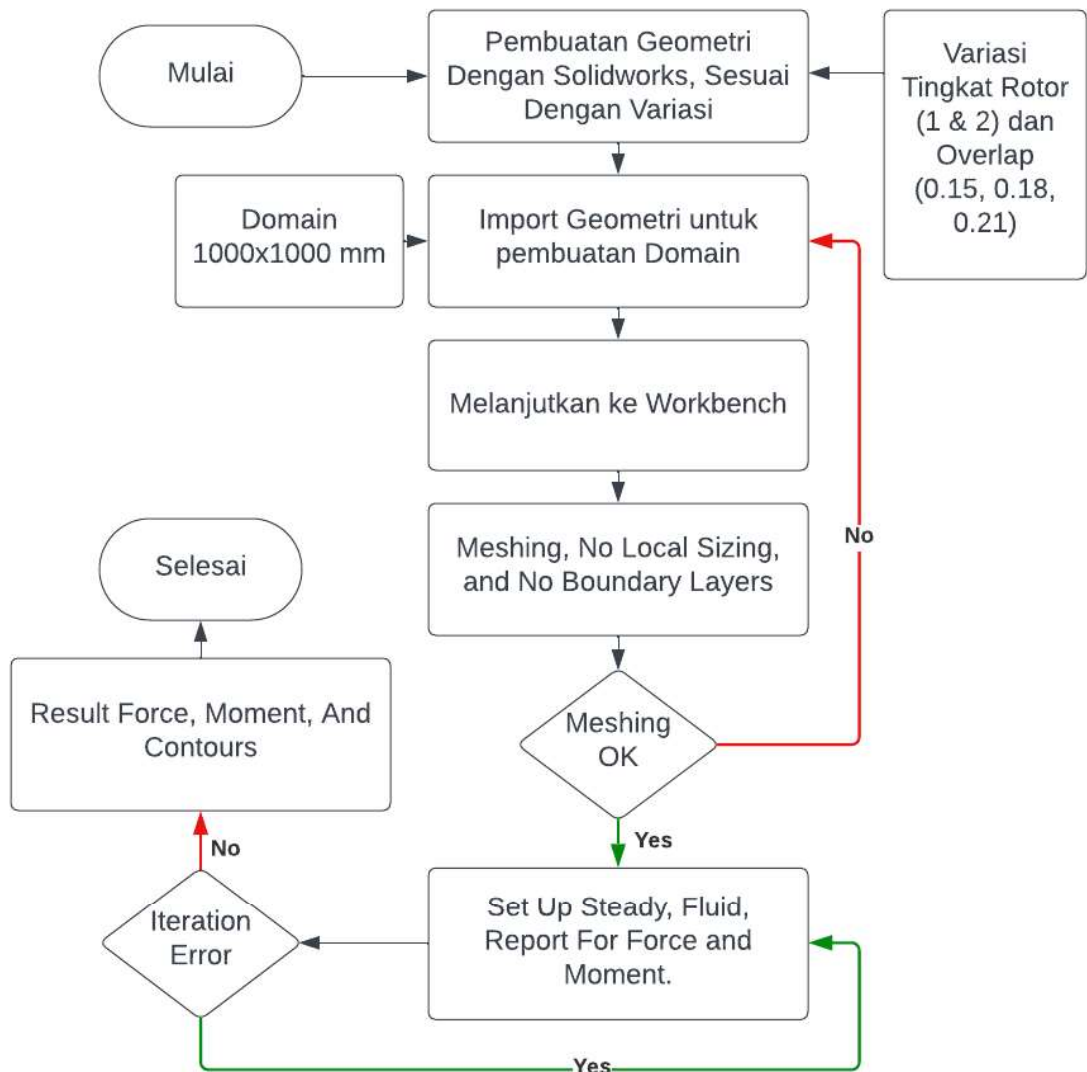 Mulai
Pembuatan Geometri
Dengan Solidworks, Sesuai
Dengan Variasi
Variasi
Tingkat Rotor
(1 & 2) dan
Overlap
(0.15, 0.18,
0.21)
Domain
1000x1000 mm
Import Geometri untuk
pembuatan Domain
Melanjutkan ke Workbench
Meshing, No Local Sizing,
and No Boundary Layers
No
Selesai
Meshing
OK
Result Force, Moment, And
Contours
Yes
No
Set Up Steady, Fluid,
Report For Force and
Moment.
Iteration
Error
Yes